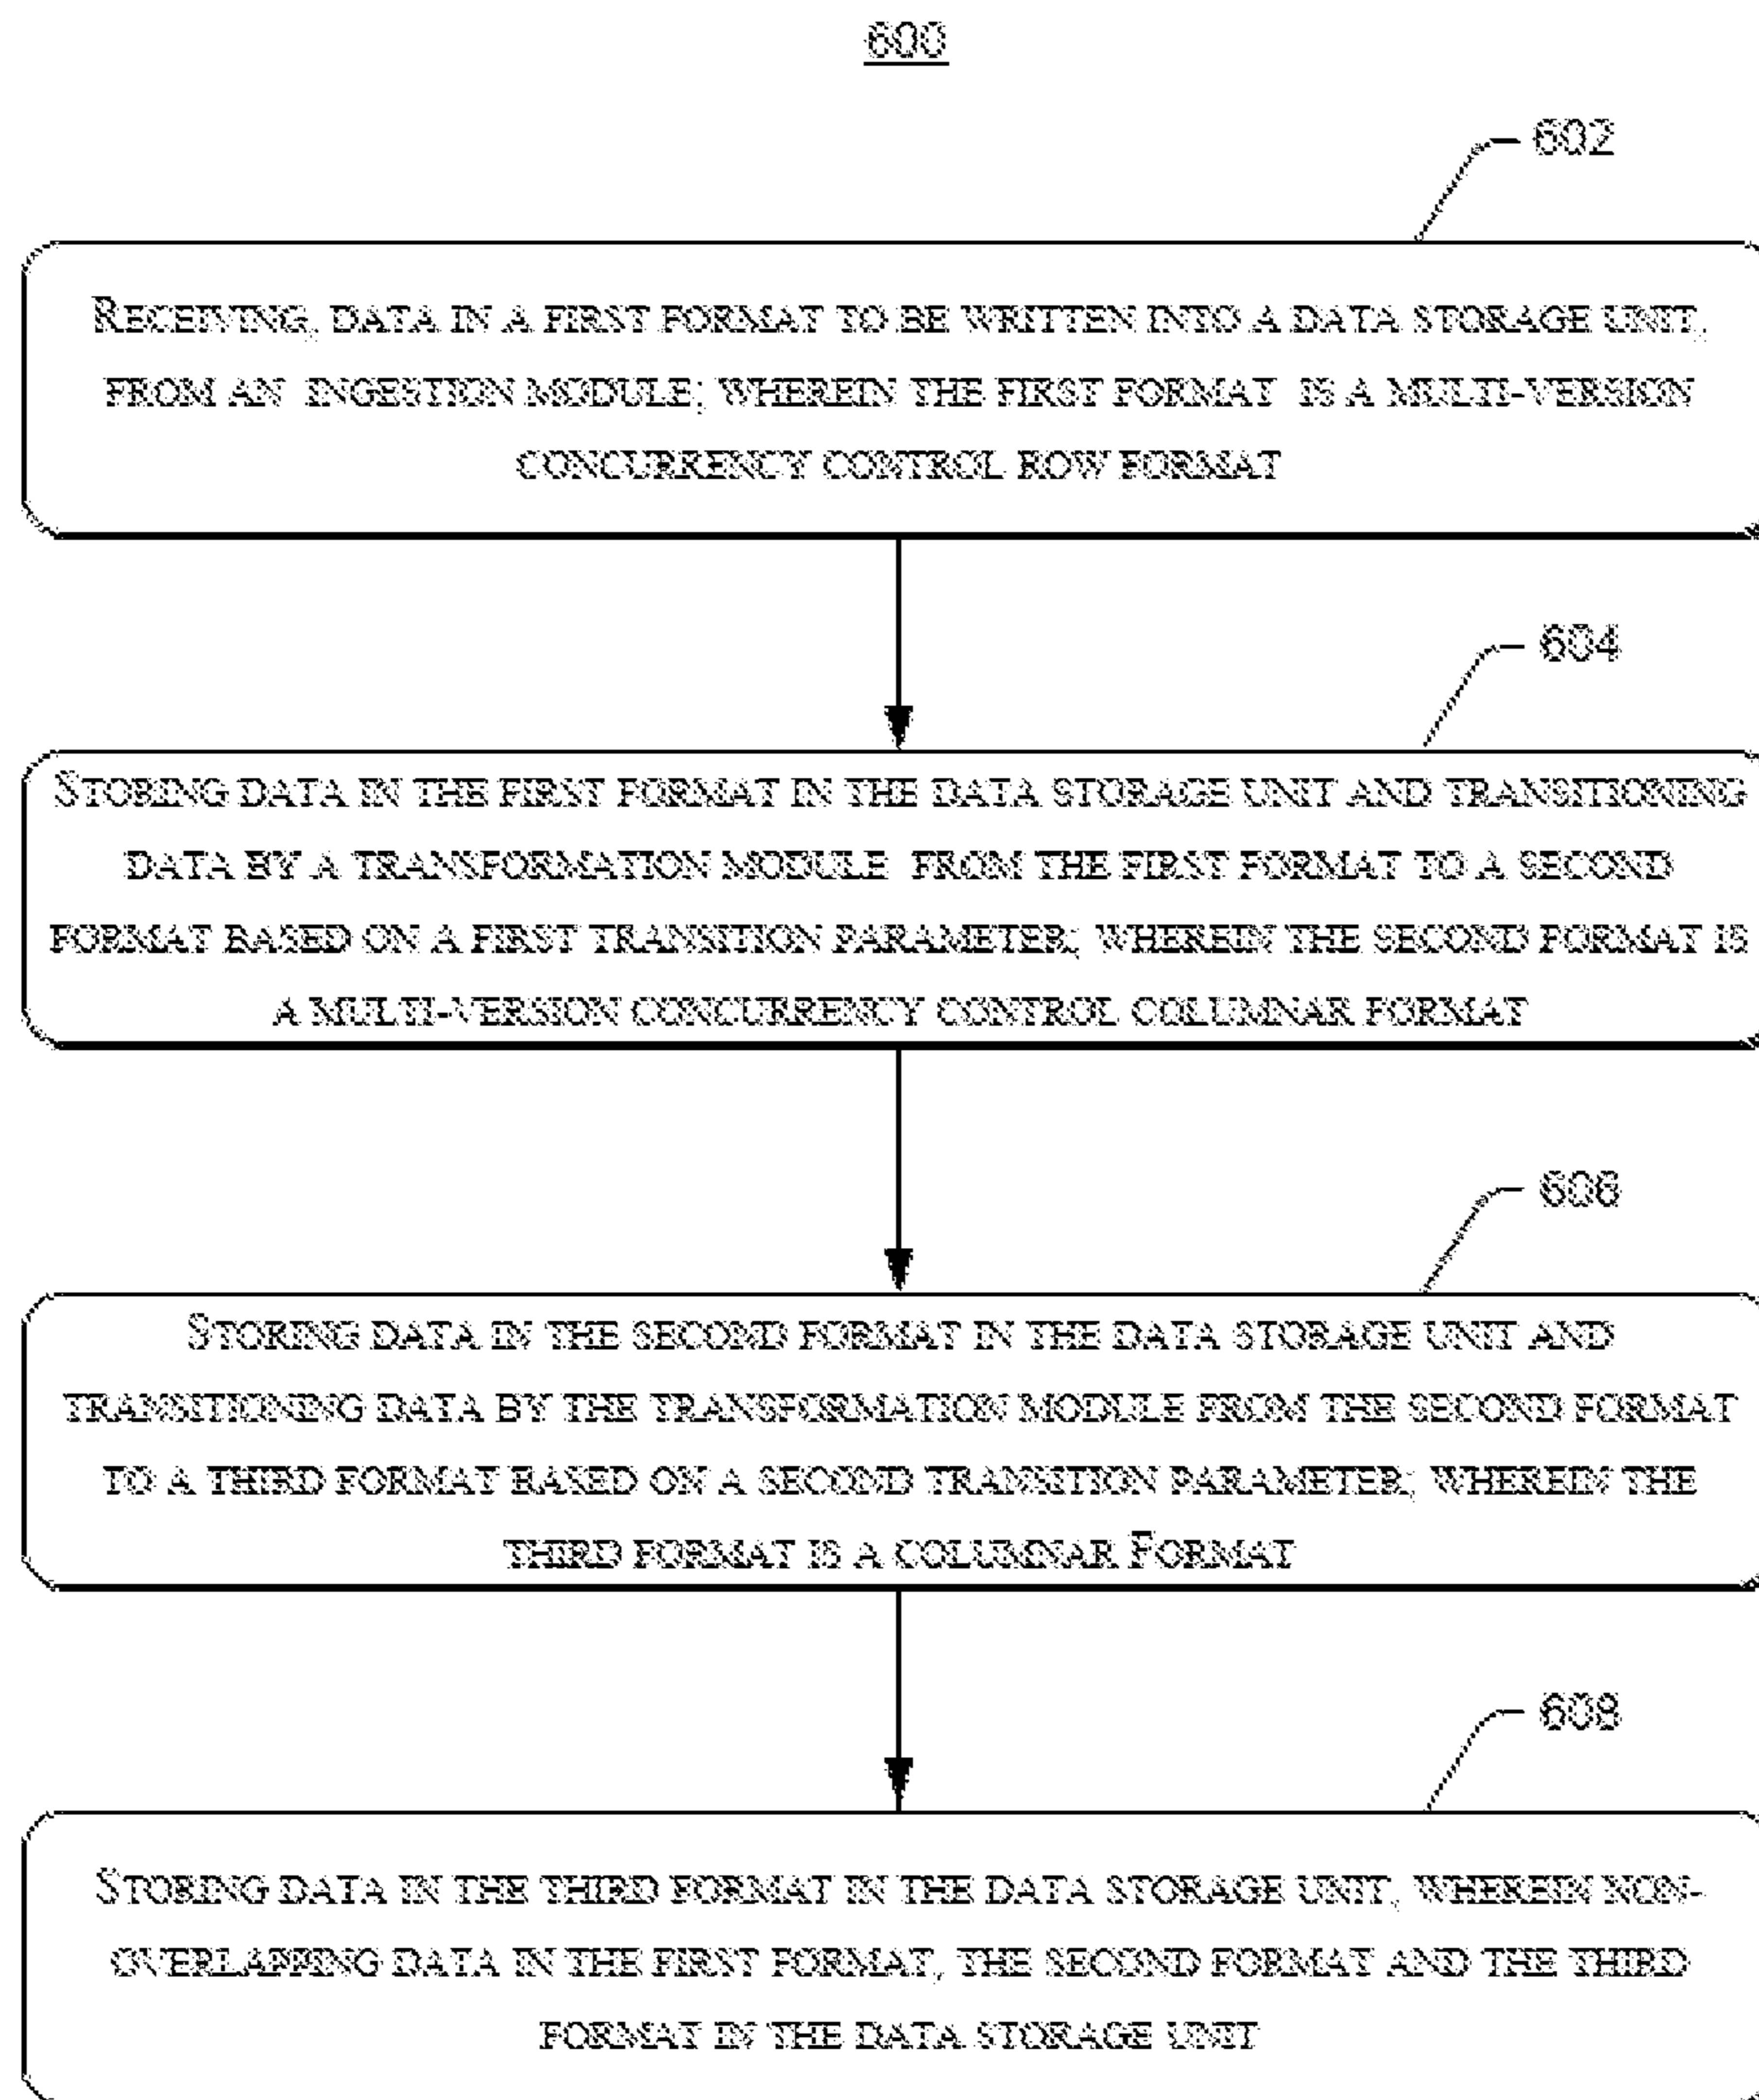 600
602
RECEIVING, DATA IN A FIRST FORMAT TO BE WRITTEN INTO A DATA STORAGE UNIT,
FROM AN INGESTION MODULE; WHEREIN THE FIRST FORMAT IS A MULTI-VERSION
CONCURRENCY CONTROL ROW FORMAT
604
STORING DATA IN THE FIRST FORMAT IN THE DATA STORAGE UNIT AND TRANSITIONING
DATA BY A TRANSFORMATION MODULE FROM THE FIRST FORMAT TO A SECOND
FORMAT BASED ON A FIRST TRANSITION PARAMETER; WHEREIN THE SECOND FORMAT IS
A MULTI-VERSION CONCURRENCY CONTROL COLUMNAR FORMAT
606
STORING DATA IN THE SECOND FORMAT IN THE DATA STORAGE UNIT AND
TRANSITIONING DATA BY THE TRANSFORMATION MODULE FROM THE SECOND FORMAT
TO A THIRD FORMAT BASED ON A SECOND TRANSITION PARAMETER; WHEREIN THE
THIRD FORMAT IS A COLUMNAR FORMAT
608
STORING DATA IN THE THIRD FORMAT IN THE DATA STORAGE UNIT, WHEREIN NON-
OVERLAPPING DATA IN THE FIRST FORMAT, THE SECOND FORMAT AND THE THIRD
FORMAT IN THE DATA STORAGE UNIT